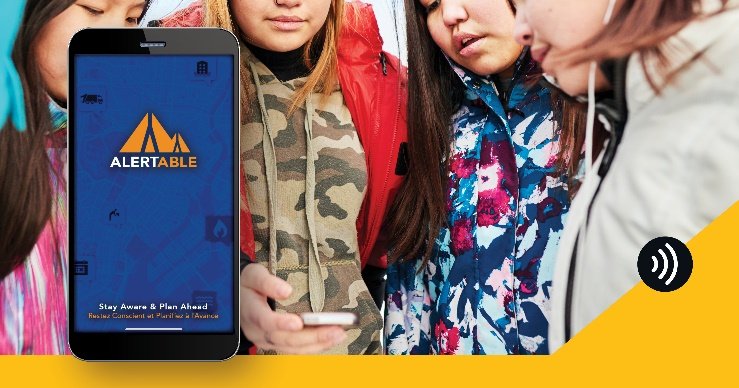 ALERTABLE
Stay Aware & Plan Ahead
Restez Conscient et Planifiez à l'Avance